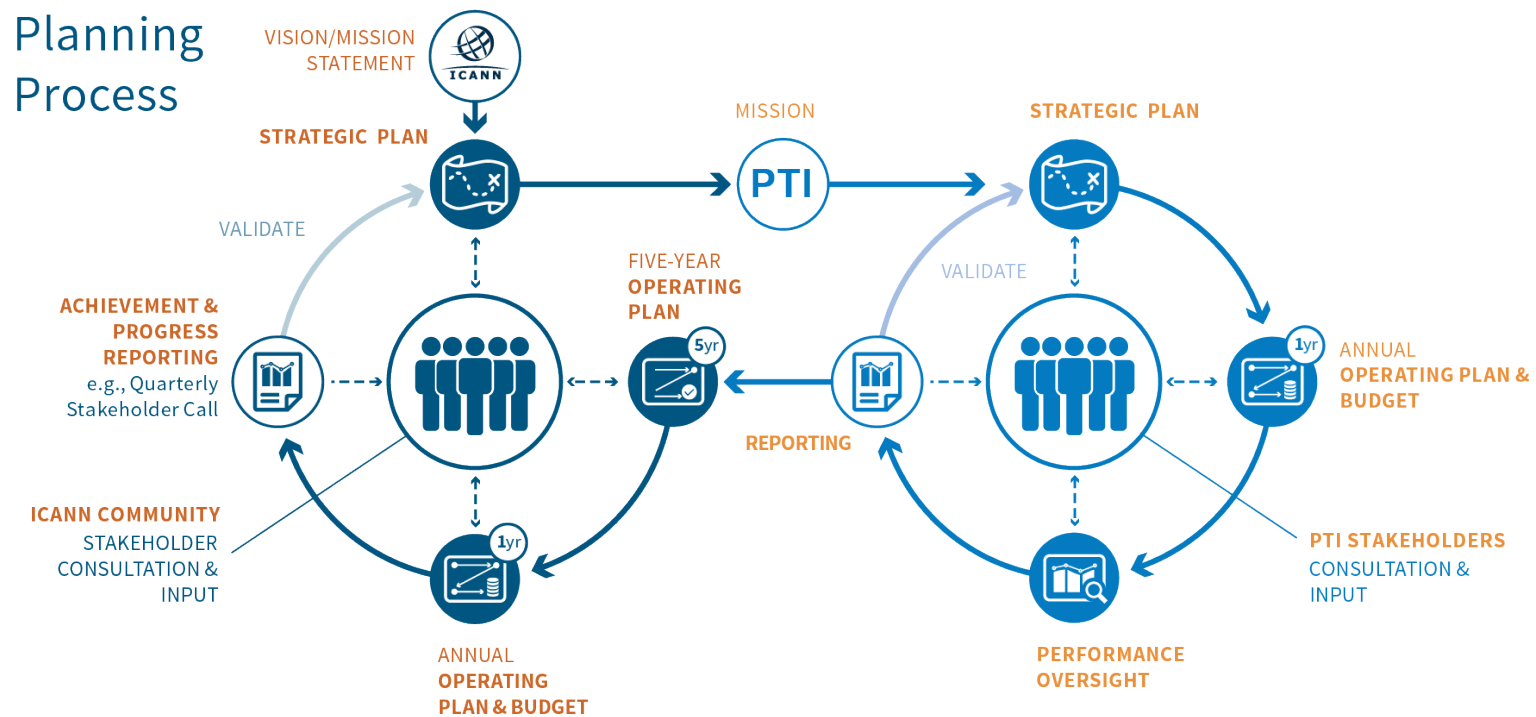 Planning
Process
VISION/MISSION
STATEMENT
ICANN
STRATEGIC PLAN
MISSION
PTI
STRATEGIC PLAN
VALIDATE
FIVE-YEAR
OPERATING
PLAN
5yr
VALIDATE
ACHIEVEMENT &
PROGRESS
REPORTING
e.g., Quarterly
Stakeholder Call
1yr
ANNUAL
OPERATING PLAN &
BUDGET
REPORTING
ICANN COMMUNITY
STAKEHOLDER
CONSULTATION &
INPUT
1yr
ANNUAL
OPERATING
PLAN & BUDGET
PTI STAKEHOLDERS
CONSULTATION &
INPUT
PERFORMANCE
OVERSIGHT